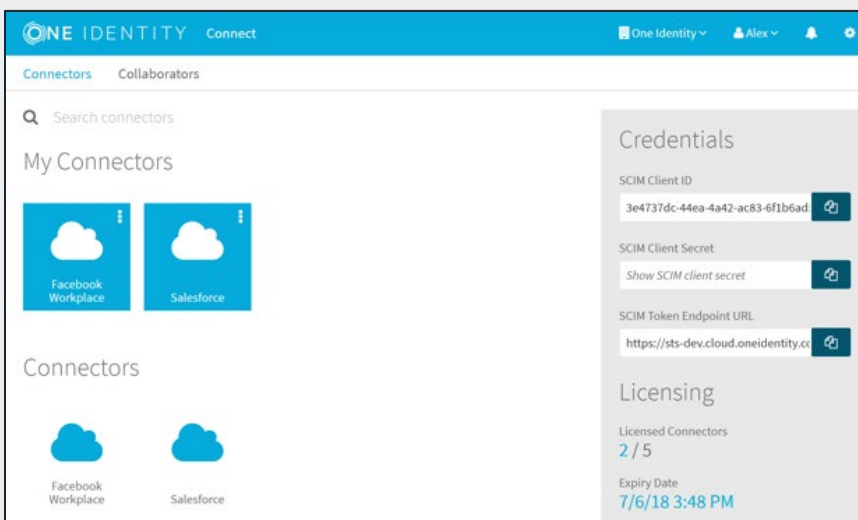 ONE IDENTITY Connect
One Identity
Alex
Connectors
Collaborators
Search connectors
My Connectors
Facebook
Workplace
Salesforce
Connectors
Facebook
Workplace
Salesforce
Credentials
SCIM Client ID
3e4737dc-44ea-4a42-ac83-6f1b6ad
SCIM Client Secret
Show SCIM client secret
SCIM Token Endpoint URL
https://sts-dev.cloud.oneidentity.cc
Licensing
Licensed Connectors
2 / 5
Expiry Date
7/6/18 3:48 PM